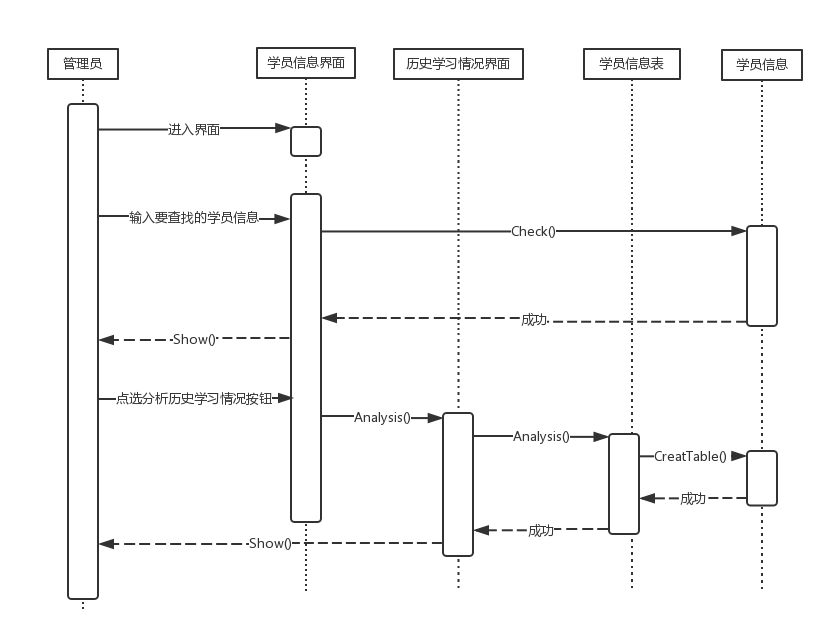 管理员
学员信息界面
历史学习情况界面
学员信息表
学员信息
进入界面
输入要查找的学员信息
Check()
成功
Show()
点选分析历史学习情况按钮
Analysis()
Analysis()
CreatTable()
成功
成功
Show()